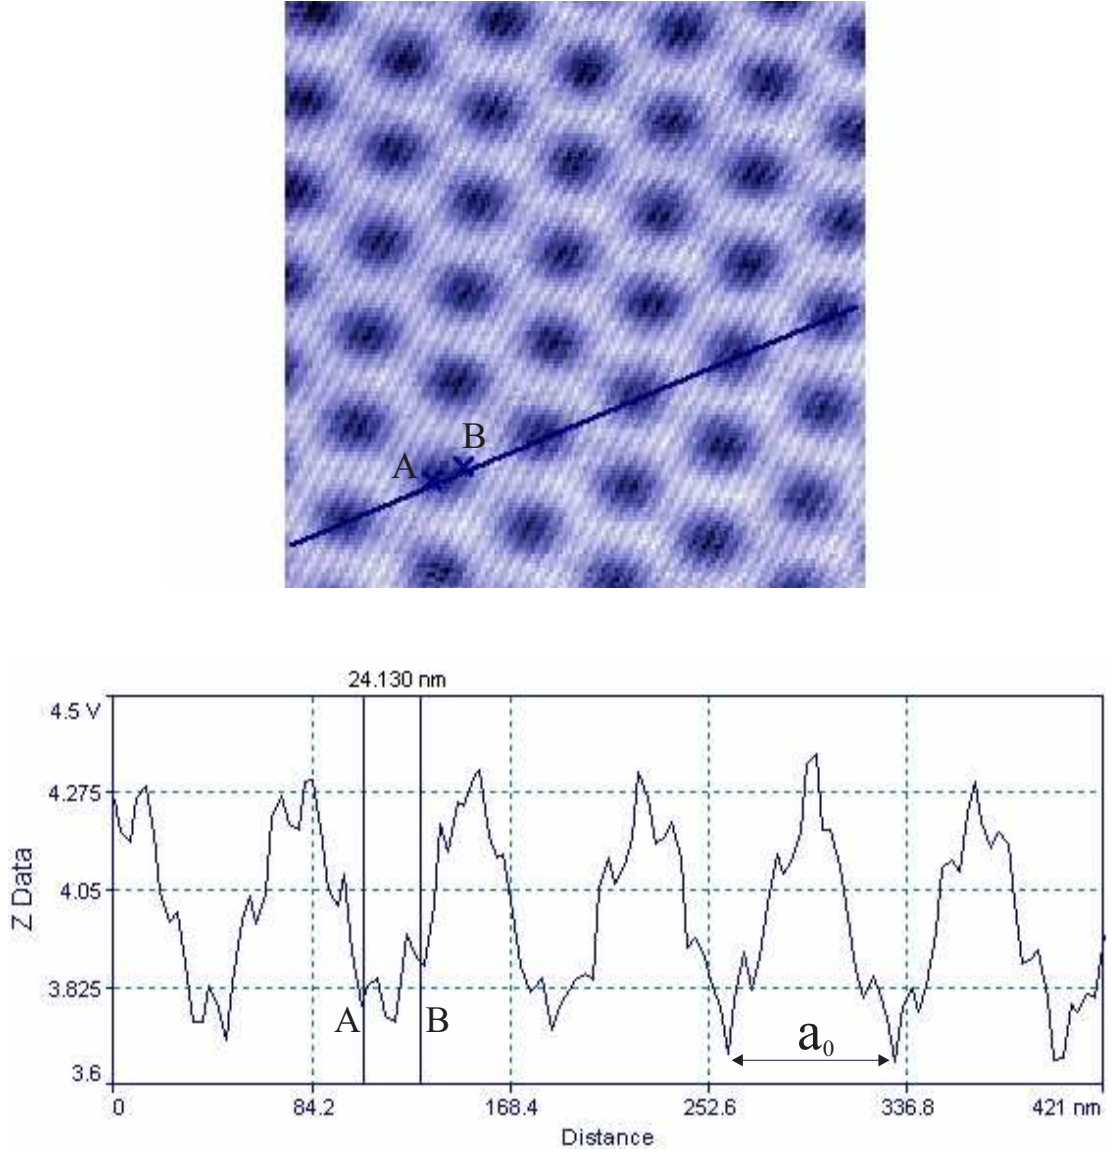 B
A
24.130 nm
4.5 V
4.275
4.05
3.825
3.6
Z Data
A
B
a₀
0
84.2
168.4
252.6
336.8
421 nm
Distance